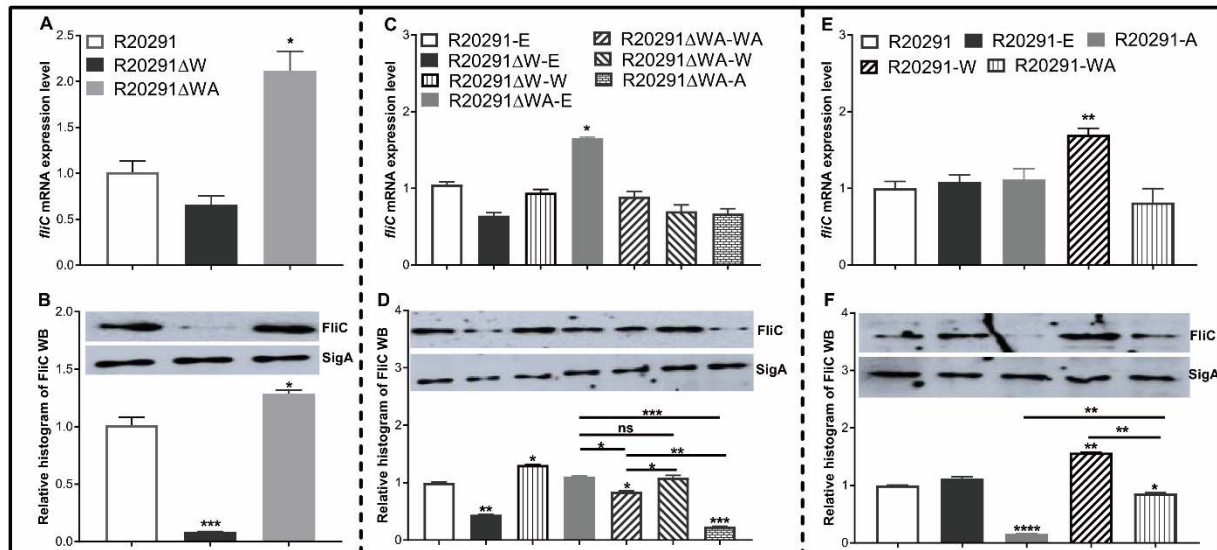 A
fliC mRNA expression level
2.5
2.0
1.5
1.0
0.5
0.0
R20291
R20291ΔW
R20291ΔWA
*
B
Relative histogram of FliC WB
2.0
1.5
1.0
0.5
0.0
FliC
SigA
***
*
C
fliC mRNA expression level
3
2
1
0
R20291-E
R20291ΔW-E
R20291ΔW-W
R20291ΔWA-E
R20291ΔWA-WA
R20291ΔWA-W
R20291ΔWA-A
*
D
Relative histogram of FliC WB
4
3
2
1
0
FliC
SigA
***
ns
* **
*
** * * ***
E
fliC mRNA expression level
3
2
1
0
R20291 R20291-E R20291-A
R20291-W R20291-WA
**
F
Relative histogram of FliC WB
4
3
2
1
0
FliC
SigA
**
**
**** ** *